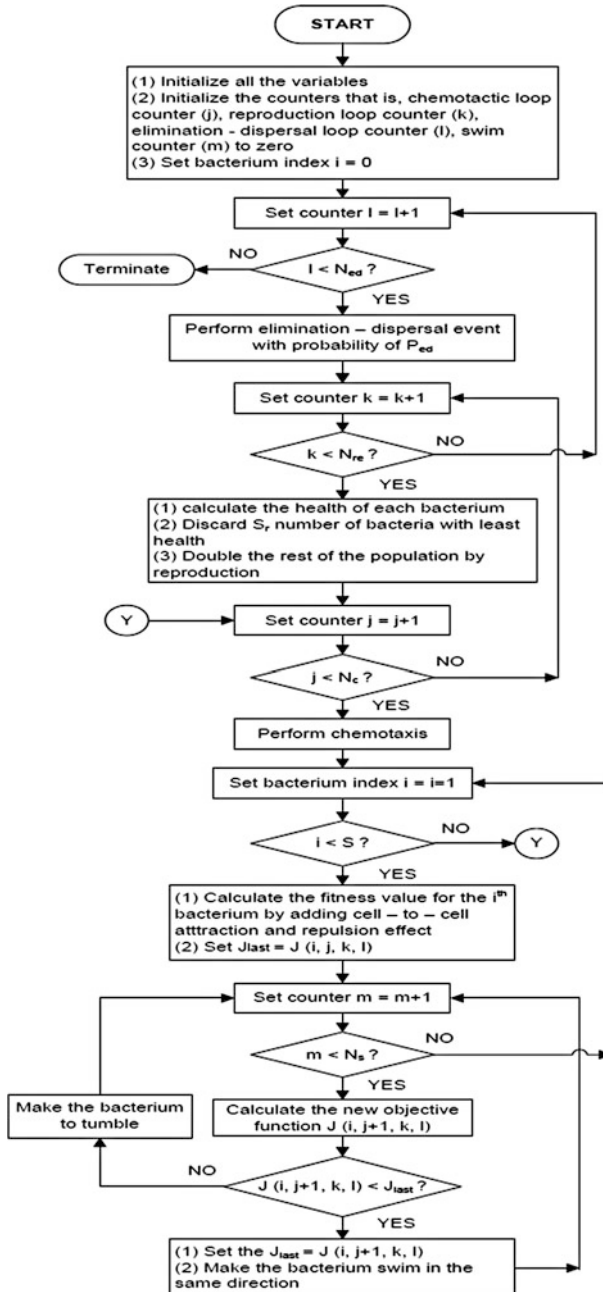 START
(1) Initialize all the variables
(2) Initialize the counters that is, chemotactic loop
counter (j), reproduction loop counter (k),
elimination - dispersal loop counter (l), swim
counter (m) to zero
(3) Set bacterium index i = 0
Set counter l = l+1
NO
Terminate
l < Ned ?
YES
Perform elimination – dispersal event
with probability of Ped
Set counter k = k+1
NO
k < Nre ?
YES
(1) calculate the health of each bacterium
(2) Discard Sr number of bacteria with least
health
(3) Double the rest of the population by
reproduction
Y
Set counter j = j+1
NO
j < Nc ?
YES
Perform chemotaxis
Set bacterium index i = i=1
NO
i < S ?
Y
YES
(1) Calculate the fitness value for the ith
bacterium by adding cell – to – cell
atttraction and repulsion effect
(2) Set Jlast = J (i, j, k, l)
Set counter m = m+1
NO
m < Ns ?
YES
Make the bacterium
to tumble
Calculate the new objective
function J (i, j+1, k, l)
NO
J (i, j+1, k, l) < Jlast ?
YES
(1) Set the Jlast = J (i, j+1, k, l)
(2) Make the bacterium swim in the
same direction